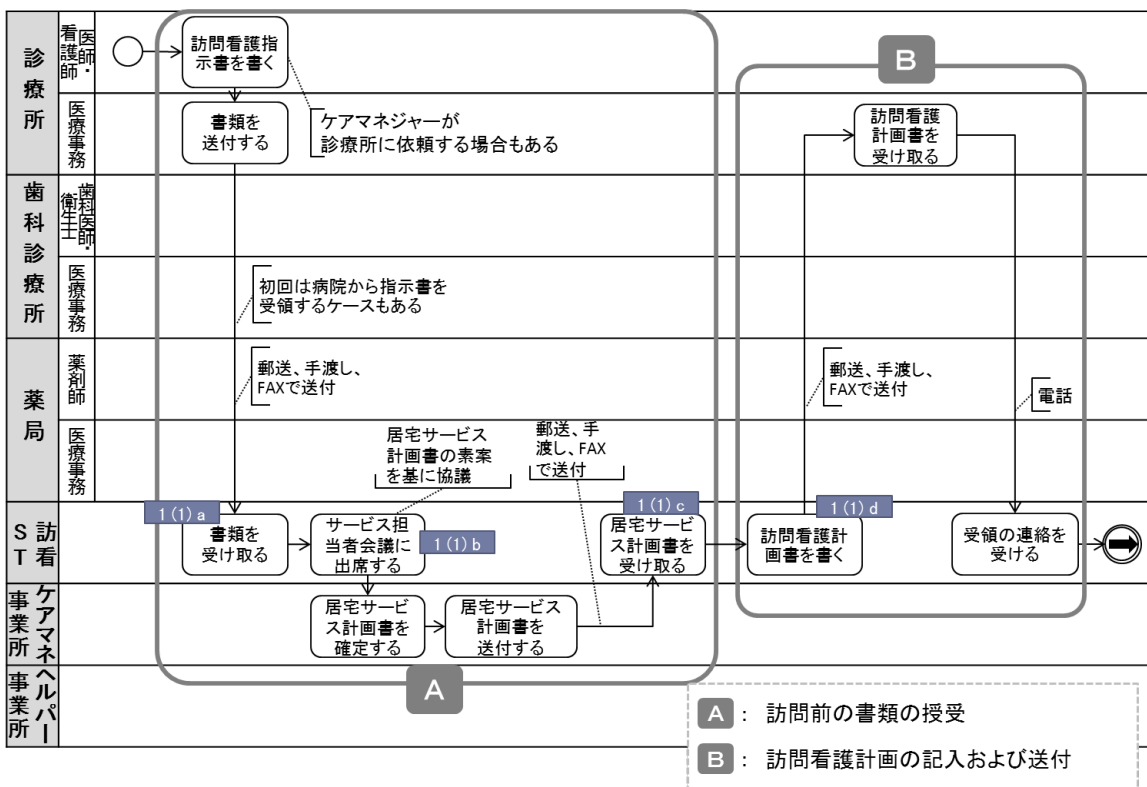 診療所
医師・
看護師
訪問看護指
示書を書く
B
医療事務
書類を
送付する
ケアマネジャーが
診療所に依頼する場合もある
訪問看護
計画書を
受け取る
歯科診療所
歯科医師・
衛生士
医療事務
初回は病院から指示書を
受領するケースもある
薬局
薬剤師
郵送、手渡し、
FAXで送付
郵送、手渡し、
FAXで送付
電話
医療事務
居宅サービス
計画書の素案
を基に協議
郵送、手
渡し、FAX
で送付
訪看
ST
1(1)a
書類を
受け取る
サービス担
当者会議に
出席する
1(1)b
1(1)c
居宅サービ
ス計画書を
受け取る
1(1)d
訪問看護計
画書を書く
受領の連絡を
受ける
ケアマネ
事業所
居宅サービ
ス計画書を
確定する
居宅サービス
計画書を
送付する
ヘルパー
事業所
A
A : 訪問前の書類の授受
B : 訪問看護計画の記入および送付